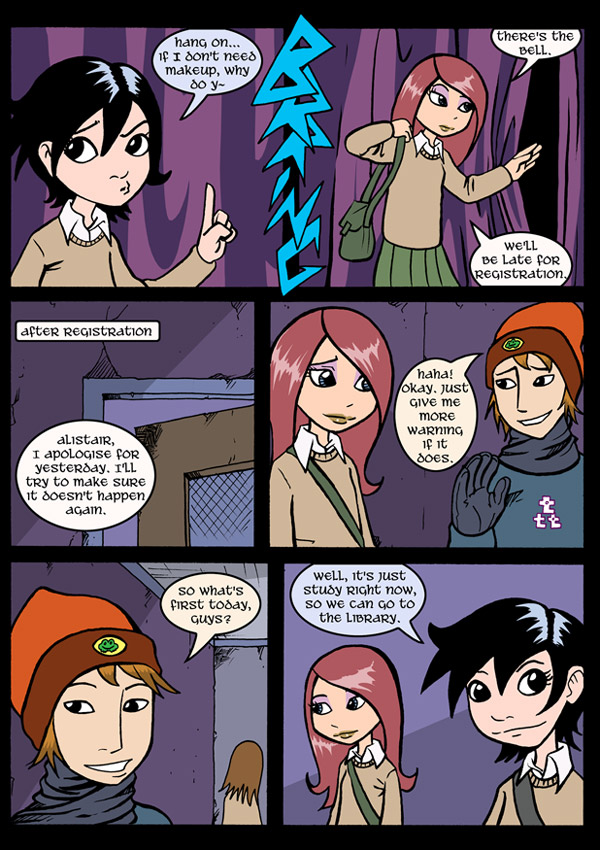 HANG ON...
IF I DON'T NEED
MAKEUP, WHY
DO Y~
BRRIING
THERE'S THE
BELL.
WE'LL
BE LATE FOR
REGISTRATION.
AFTER REGISTRATION
ALISTAIR,
I APOLOGISE FOR
YESTERDAY. I'LL
TRY TO MAKE SURE
IT DOESN'T HAPPEN
AGAIN.
HAHA!
OKAY. JUST
GIVE ME
MORE
WARNING
IF IT
DOES.
SO WHAT'S
FIRST TODAY,
GUYS?
WELL, IT'S JUST
STUDY RIGHT NOW,
SO WE CAN GO TO
THE LIBRARY.